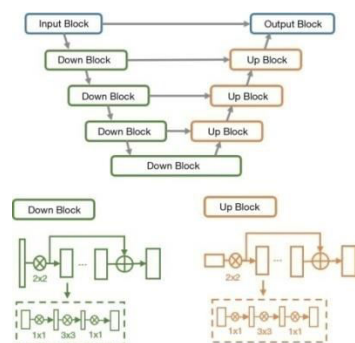 Input Block
Output Block
Down Block
Up Block
Down Block
Up Block
Down Block
Up Block
Down Block
Down Block
Up Block
2x2
...
1x1
3x3
1x1
2x2
...
1x1
3x3
1x1